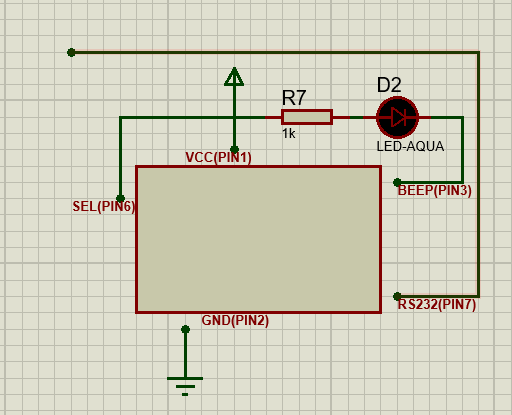 D2
R7
1k
LED-AQUA
VCC(PIN1)
SEL(PIN6)
BEEP(PIN3)
RS232(PIN7)
GND(PIN2)